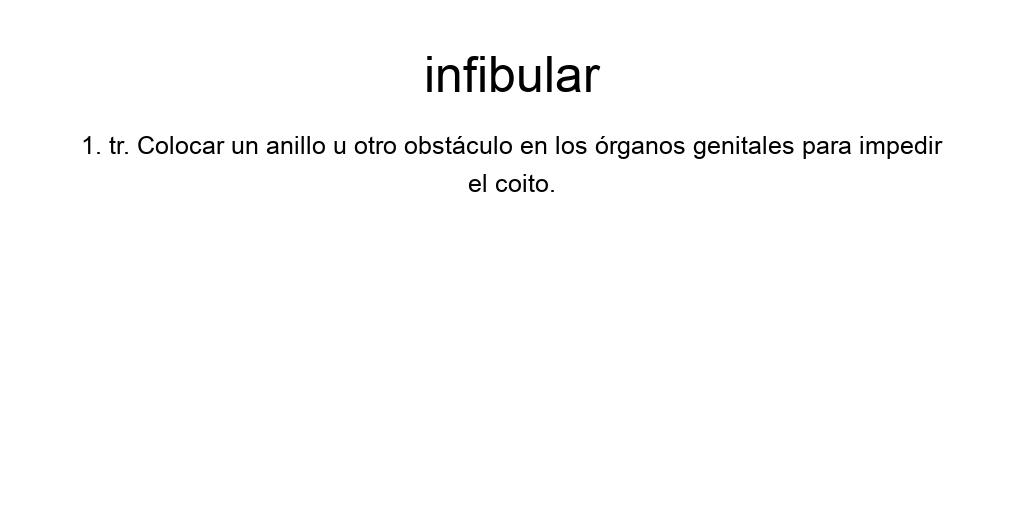 infibular
1. tr. Colocar un anillo u otro obstáculo en los órganos genitales para impedir
el coito.